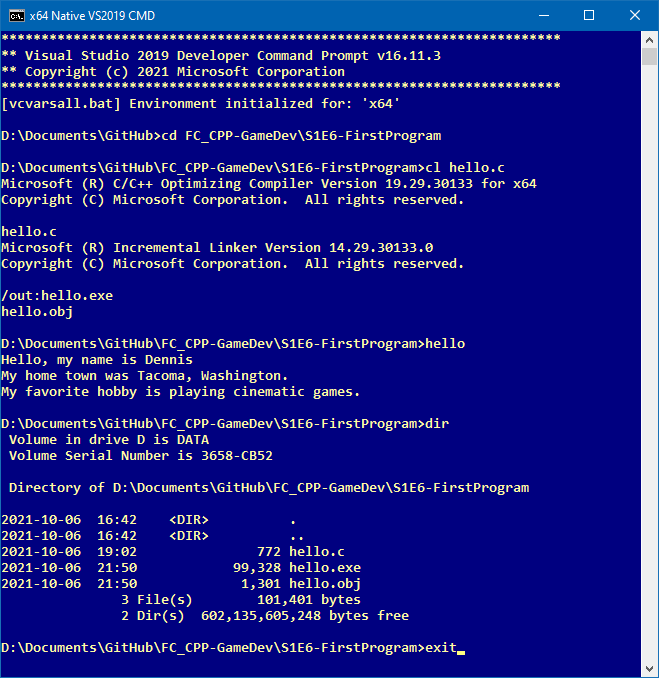 x64 Native VS2019 CMD
**********************************************************************
** Visual Studio 2019 Developer Command Prompt v16.11.3
** Copyright (c) 2021 Microsoft Corporation
**********************************************************************
[vcvarsall.bat] Environment initialized for: 'x64'

D:\Documents\GitHub>cd FC_CPP-GameDev\S1E6-FirstProgram

D:\Documents\GitHub\FC_CPP-GameDev\S1E6-FirstProgram>cl hello.c
Microsoft (R) C/C++ Optimizing Compiler Version 19.29.30133 for x64
Copyright (C) Microsoft Corporation.  All rights reserved.

hello.c
Microsoft (R) Incremental Linker Version 14.29.30133.0
Copyright (C) Microsoft Corporation.  All rights reserved.

/out:hello.exe
hello.obj

D:\Documents\GitHub\FC_CPP-GameDev\S1E6-FirstProgram>hello
Hello, my name is Dennis
My home town was Tacoma, Washington.
My favorite hobby is playing cinematic games.

D:\Documents\GitHub\FC_CPP-GameDev\S1E6-FirstProgram>dir
 Volume in drive D is DATA
 Volume Serial Number is 3658-CB52

 Directory of D:\Documents\GitHub\FC_CPP-GameDev\S1E6-FirstProgram

2021-10-06  16:42    <DIR>          .
2021-10-06  16:42    <DIR>          ..
2021-10-06  19:02               772 hello.c
2021-10-06  21:50            99,328 hello.exe
2021-10-06  21:50             1,301 hello.obj
               3 File(s)        101,401 bytes
               2 Dir(s)  602,135,605,248 bytes free

D:\Documents\GitHub\FC_CPP-GameDev\S1E6-FirstProgram>exit